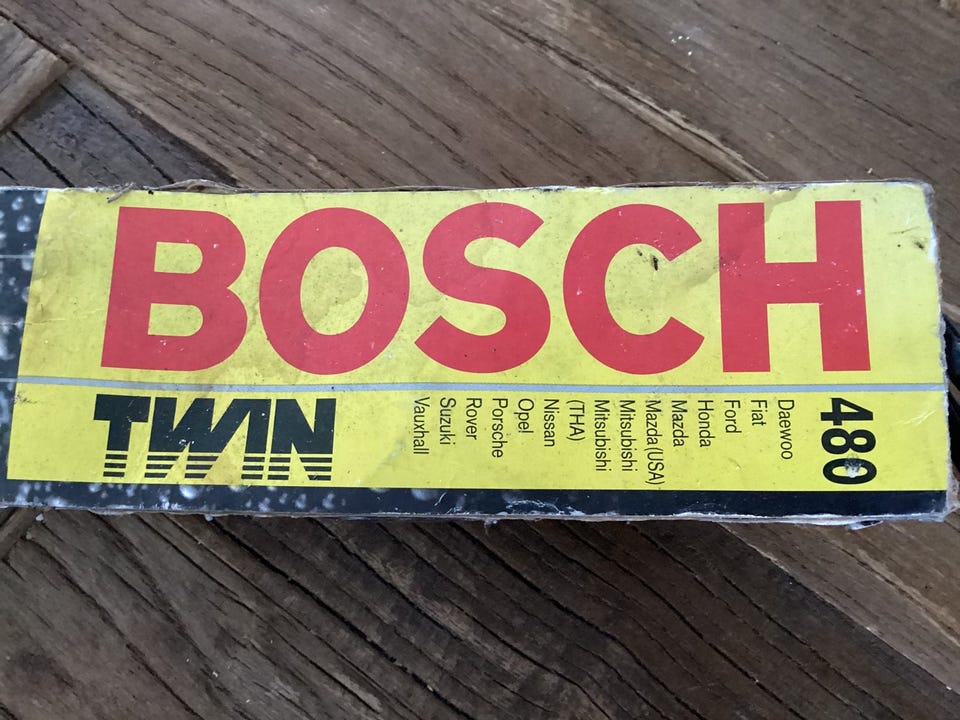 BOSCH
TWIN
480
Daewoo
Fiat
Ford
Honda
Mazda
Mazda(USA)
Mitsubishi
Mitsubishi
(THA)
Nissan
Opel
Porsche
Rover
Suzuki
Vauxhall